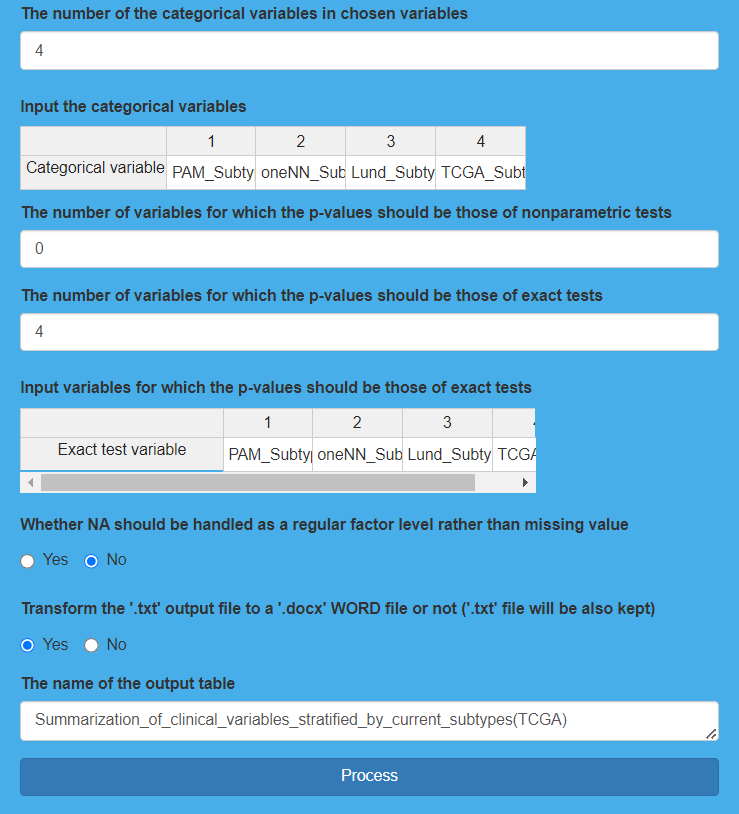 The number of the categorical variables in chosen variables
4
Input the categorical variables
1 2 3 4
Categorical variable PAM_Subty oneNN_Sub Lund_Subty TCGA_Subt
The number of variables for which the p-values should be those of nonparametric tests
0
The number of variables for which the p-values should be those of exact tests
4
Input variables for which the p-values should be those of exact tests
1 2 3
Exact test variable PAM_Subty oneNN_Sub Lund_Subty TCGA
Whether NA should be handled as a regular factor level rather than missing value
Yes No
Transform the '.txt' output file to a '.docx' WORD file or not ('.txt' file will be also kept)
Yes No
The name of the output table
Summarization_of_clinical_variables_stratified_by_current_subtypes(TCGA)
Process